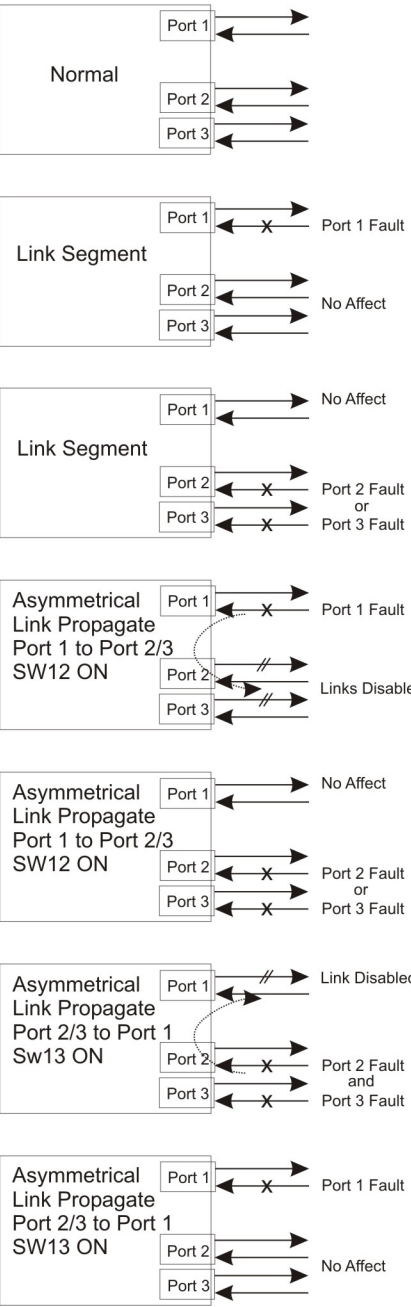 Port 1
Normal
Port 2
Port 3
Port 1
X
Port 1 Fault
Link Segment
Port 2
No Affect
Port 3
No Affect
Port 1
Link Segment
Port 2
X
Port 2 Fault
or
Port 3
X
Port 3 Fault
Asymmetrical
Link Propagate
Port 1 to Port 2/3
SW12 ON
Port 1
X
Port 1 Fault
Port 2
//
Links Disable
Port 3
//
Asymmetrical
Link Propagate
Port 1 to Port 2/3
SW12 ON
Port 1
No Affect
Port 2
X
Port 2 Fault
or
Port 3
X
Port 3 Fault
Asymmetrical
Link Propagate
Port 2/3 to Port 1
Sw13 ON
Port 1
//
Link Disabled
Port 2
X
Port 2 Fault
and
Port 3
X
Port 3 Fault
Asymmetrical
Link Propagate
Port 2/3 to Port 1
SW13 ON
Port 1
X
Port 1 Fault
Port 2
No Affect
Port 3